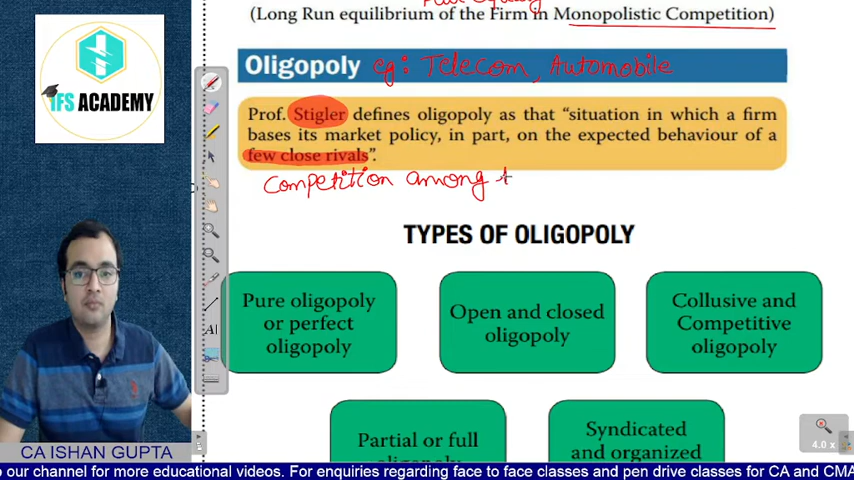 (Long Run equilibrium of the Firm in Monopolistic Competition)
Oligopoly eg: Telecom, Automobile
Prof. Stigler defines oligopoly as that “situation in which a firm
bases its market policy, in part, on the expected behaviour of a
few close rivals”.
Competition among
TYPES OF OLIGOPOLY
Pure oligopoly
or perfect
oligopoly
Open and closed
oligopoly
Collusive and
Competitive
oligopoly
Partial or full
oligopoly
Syndicated
and organized
IFS ACADEMY
4.0 x
CA ISHAN GUPTA
o our channel for more educational videos. For enquiries regarding face to face classes and pen drive classes for CA and CMA